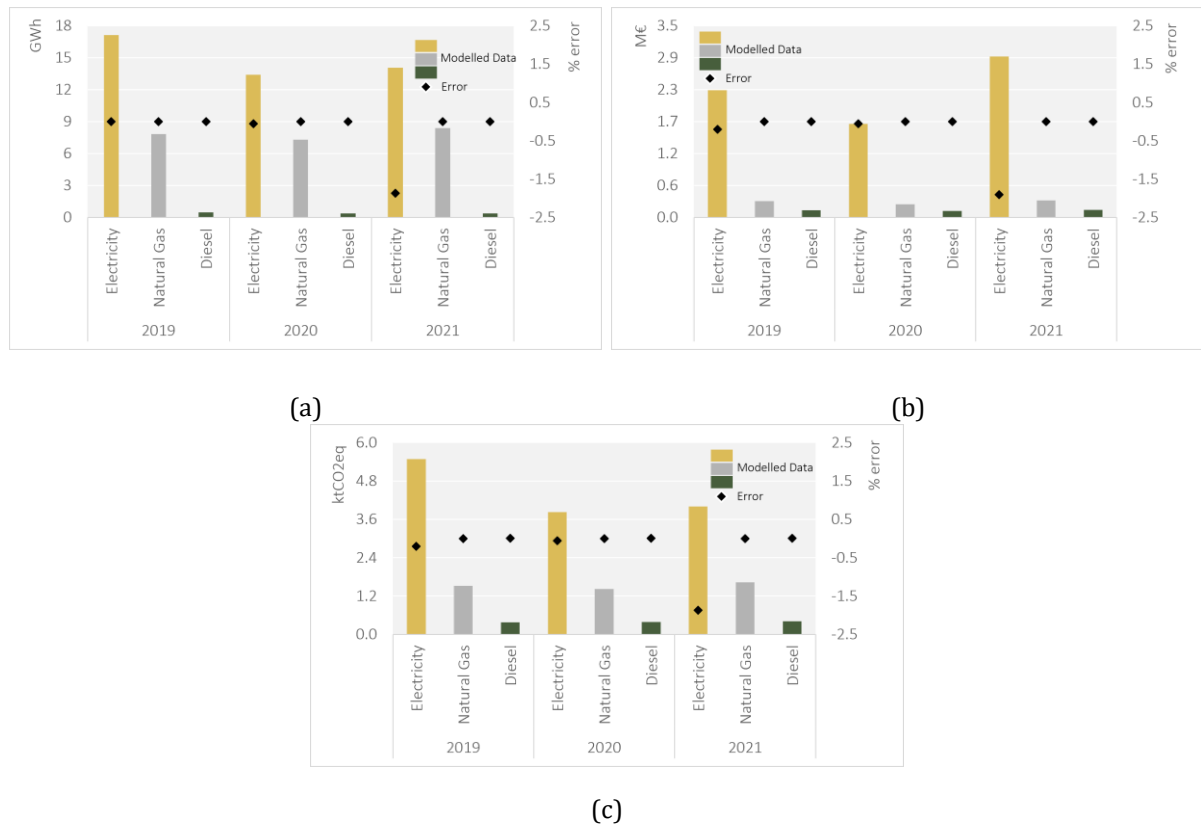 GWh
18
15
12
9
6
3
0
Modelled Data
Error
2.5
1.5
0.5
-0.5
-1.5
-2.5
% error
Electricity
Natural Gas
Diesel
Electricity
Natural Gas
Diesel
Electricity
Natural Gas
Diesel
2019
2020
2021
(a)
M€
3.5
2.9
2.3
1.7
1.2
0.6
0.0
Modelled Data
Error
2.5
1.5
0.5
-0.5
-1.5
-2.5
% error
Electricity
Natural Gas
Diesel
Electricity
Natural Gas
Diesel
Electricity
Natural Gas
Diesel
2019
2020
2021
(b)
ktCO2eq
6.0
4.8
3.6
2.4
1.2
0.0
Modelled Data
Error
2.5
1.5
0.5
-0.5
-1.5
-2.5
% error
Electricity
Natural Gas
Diesel
Electricity
Natural Gas
Diesel
Electricity
Natural Gas
Diesel
2019
2020
2021
(c)